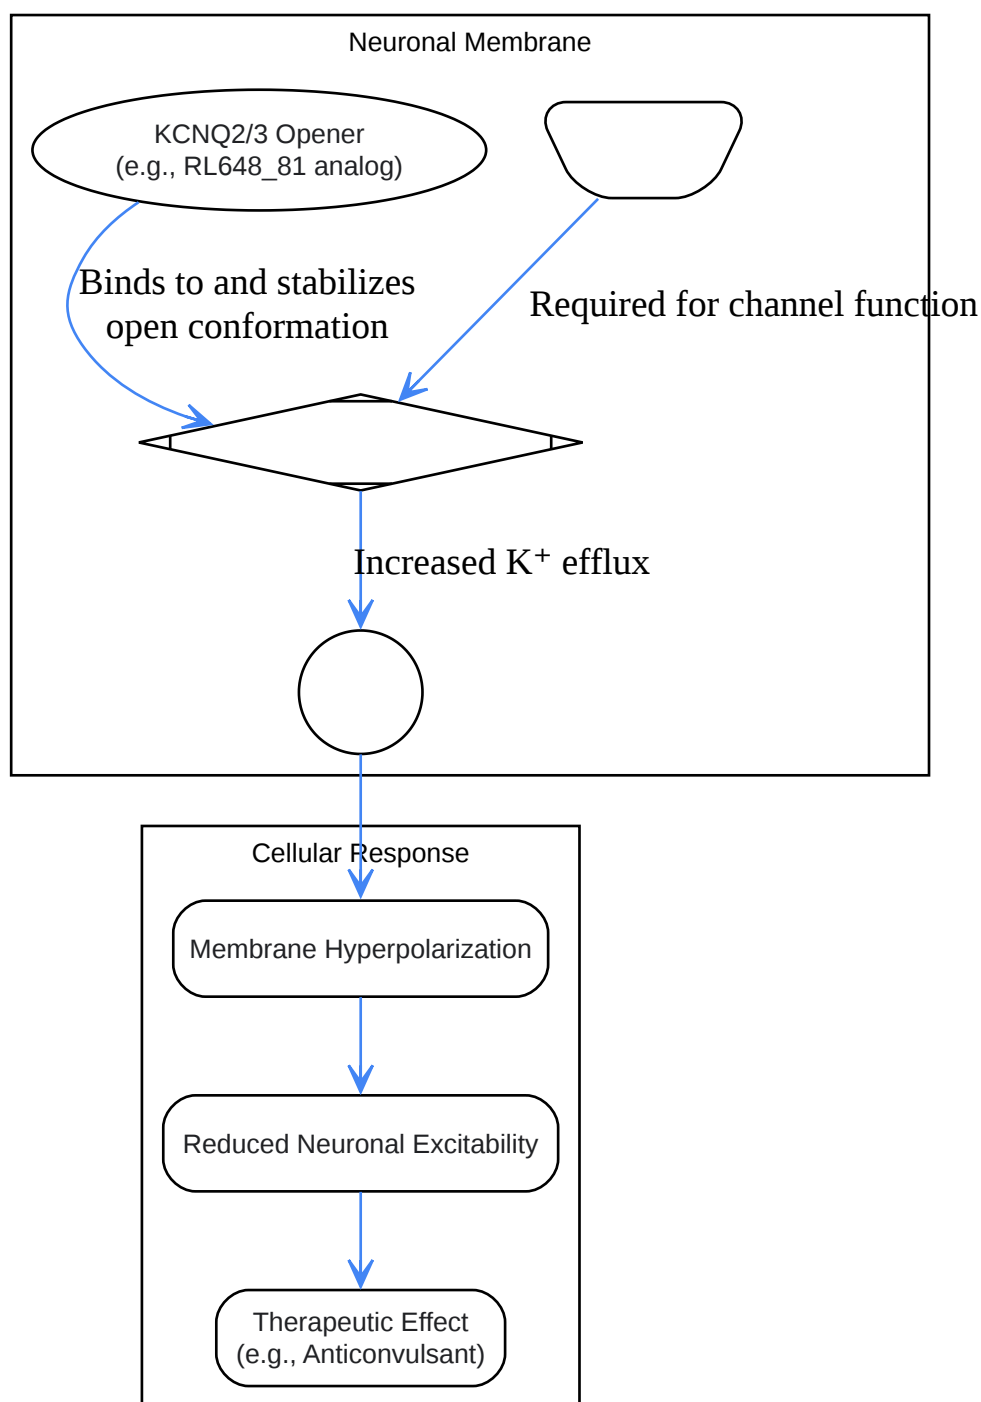 Neuronal Membrane
KCNQ2/3 Opener
(e.g., RL648_81 analog)
Binds to and stabilizes
open conformation
Required for channel function
Increased K⁺ efflux
Cellular Response
Membrane Hyperpolarization
Reduced Neuronal Excitability
Therapeutic Effect
(e.g., Anticonvulsant)